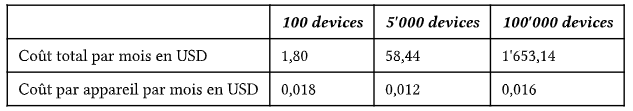 100 devices 5'000 devices 100'000 devices
Coût total par mois en USD 1,80 58,44 1'653,14
Coût par appareil par mois en USD 0,018 0,012 0,016